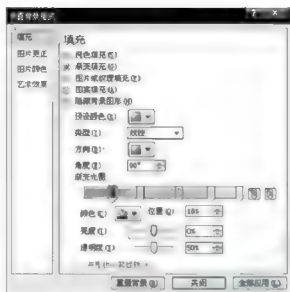 设置背景格式
填充
图片更正
图片颜色
艺术效果
填充
纯色填充(S)
渐变填充(G)
图片或纹理填充(P)
图案填充(A)
隐藏背景图形(H)
预设颜色(R):
类型(Y): 线性
方向(D):
角度(E): 90°
渐变光圈
颜色(C) 位置(O): 18%
亮度(I): 0%
透明度(T): 50%
重置背景(B) 关闭 全部应用(L)